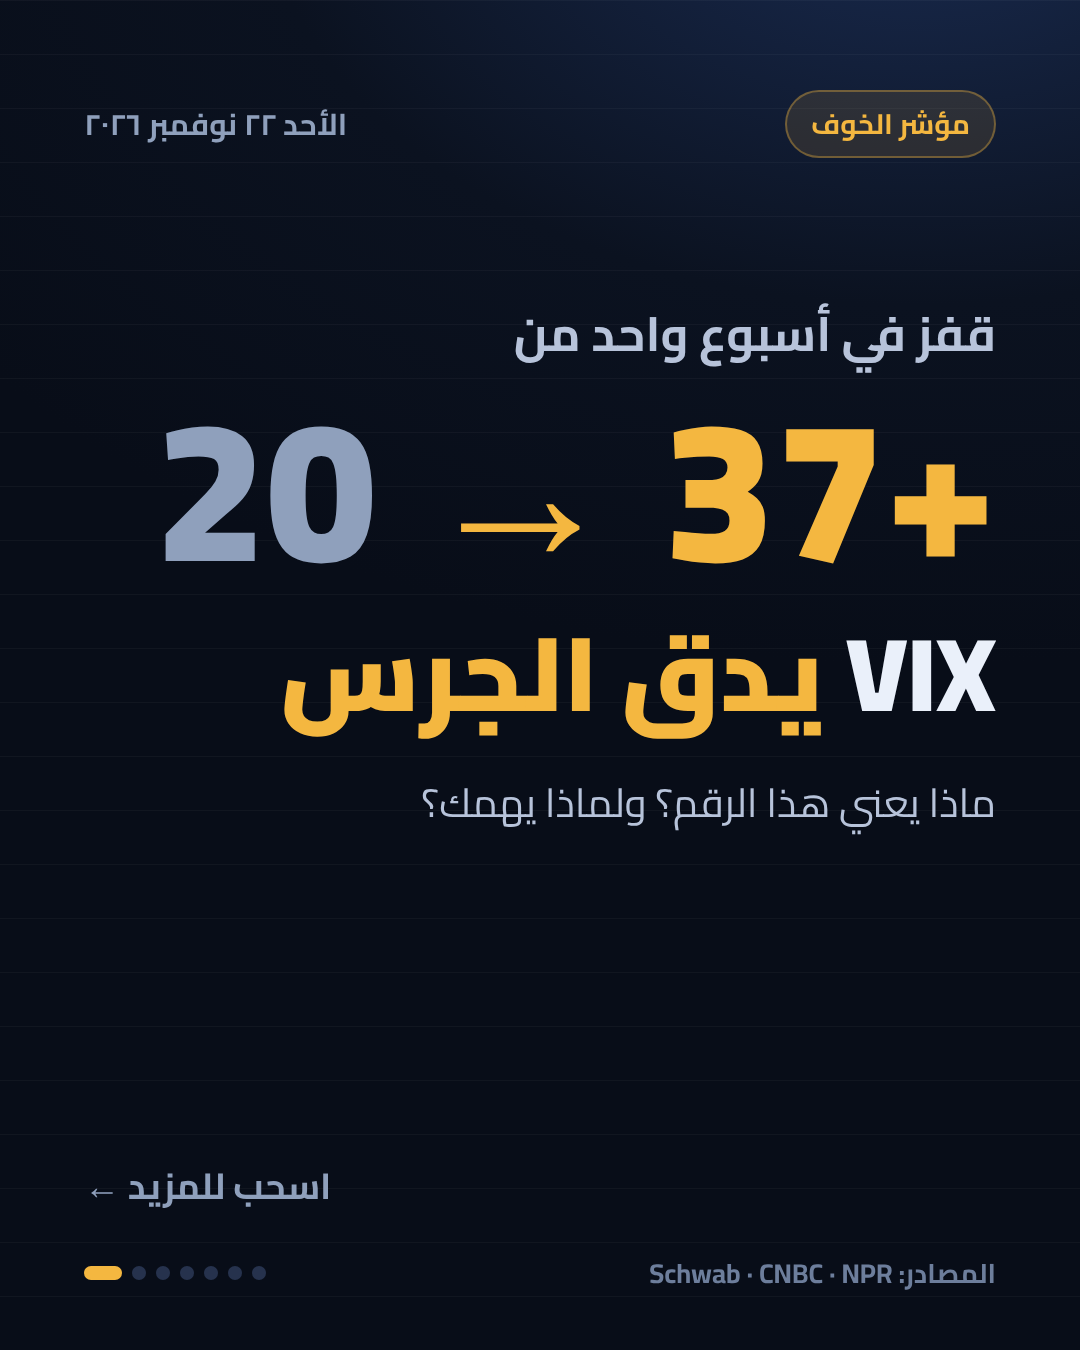 مؤشر الخوف
الأحد ٢٢ نوفمبر ٢٠٢٦
قفز في أسبوع واحد من
20 → 37+
VIX يدق الجرس
ماذا يعني هذا الرقم؟ ولماذا يهمك؟
اسحب للمزيد ←
المصادر: Schwab · CNBC · NPR